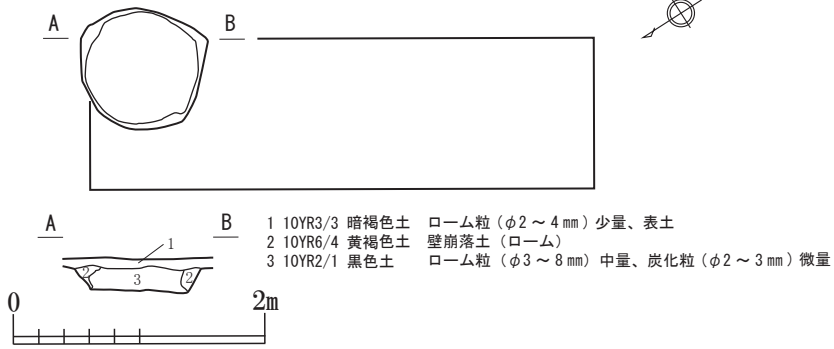 A B
A B
1
2 3 2
1 10YR3/3 暗褐色土 ローム粒（φ2～4㎜）少量、表土
2 10YR6/4 黄褐色土 壁崩落土（ローム）
3 10YR2/1 黒色土 ローム粒（φ3～8㎜）中量、炭化粒（φ2～3㎜）微量
0 2m